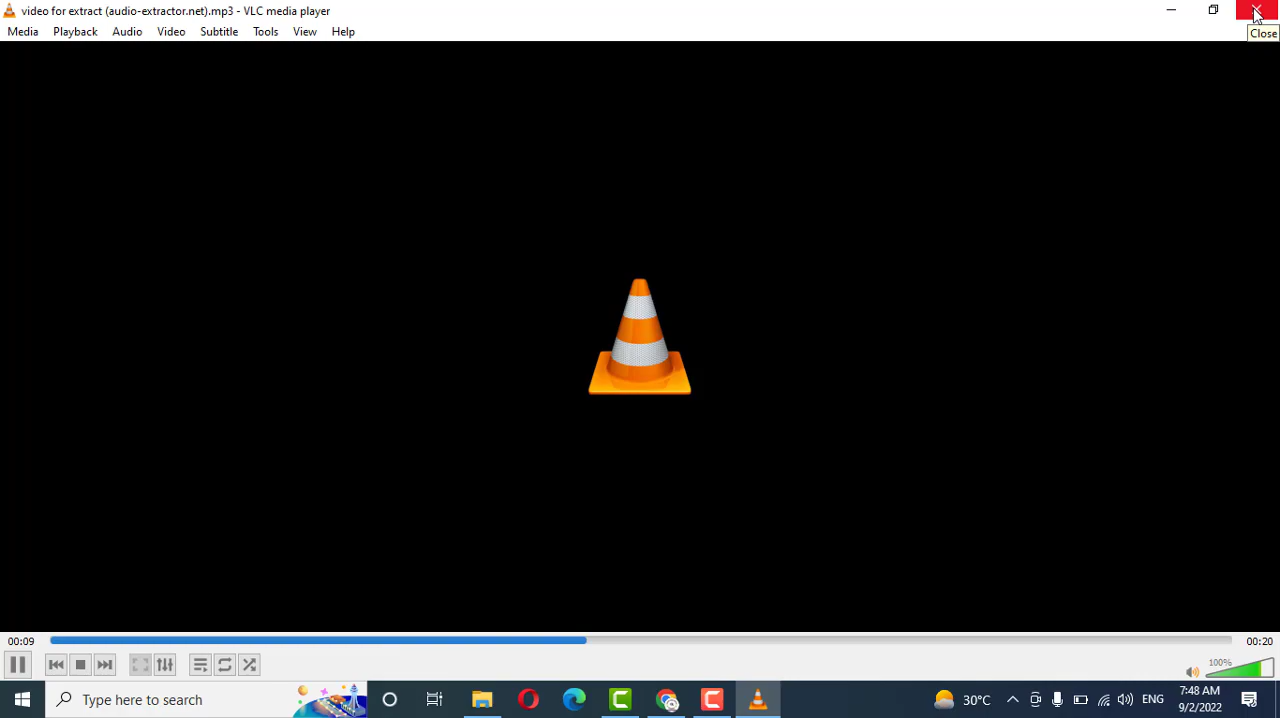 video for extract (audio-extractor.net).mp3 - VLC media player
Close
Media Playback Audio Video Subtitle Tools View Help
00:09 00:20
100%
Type here to search
30°C
ENG
7:48 AM
9/2/2022